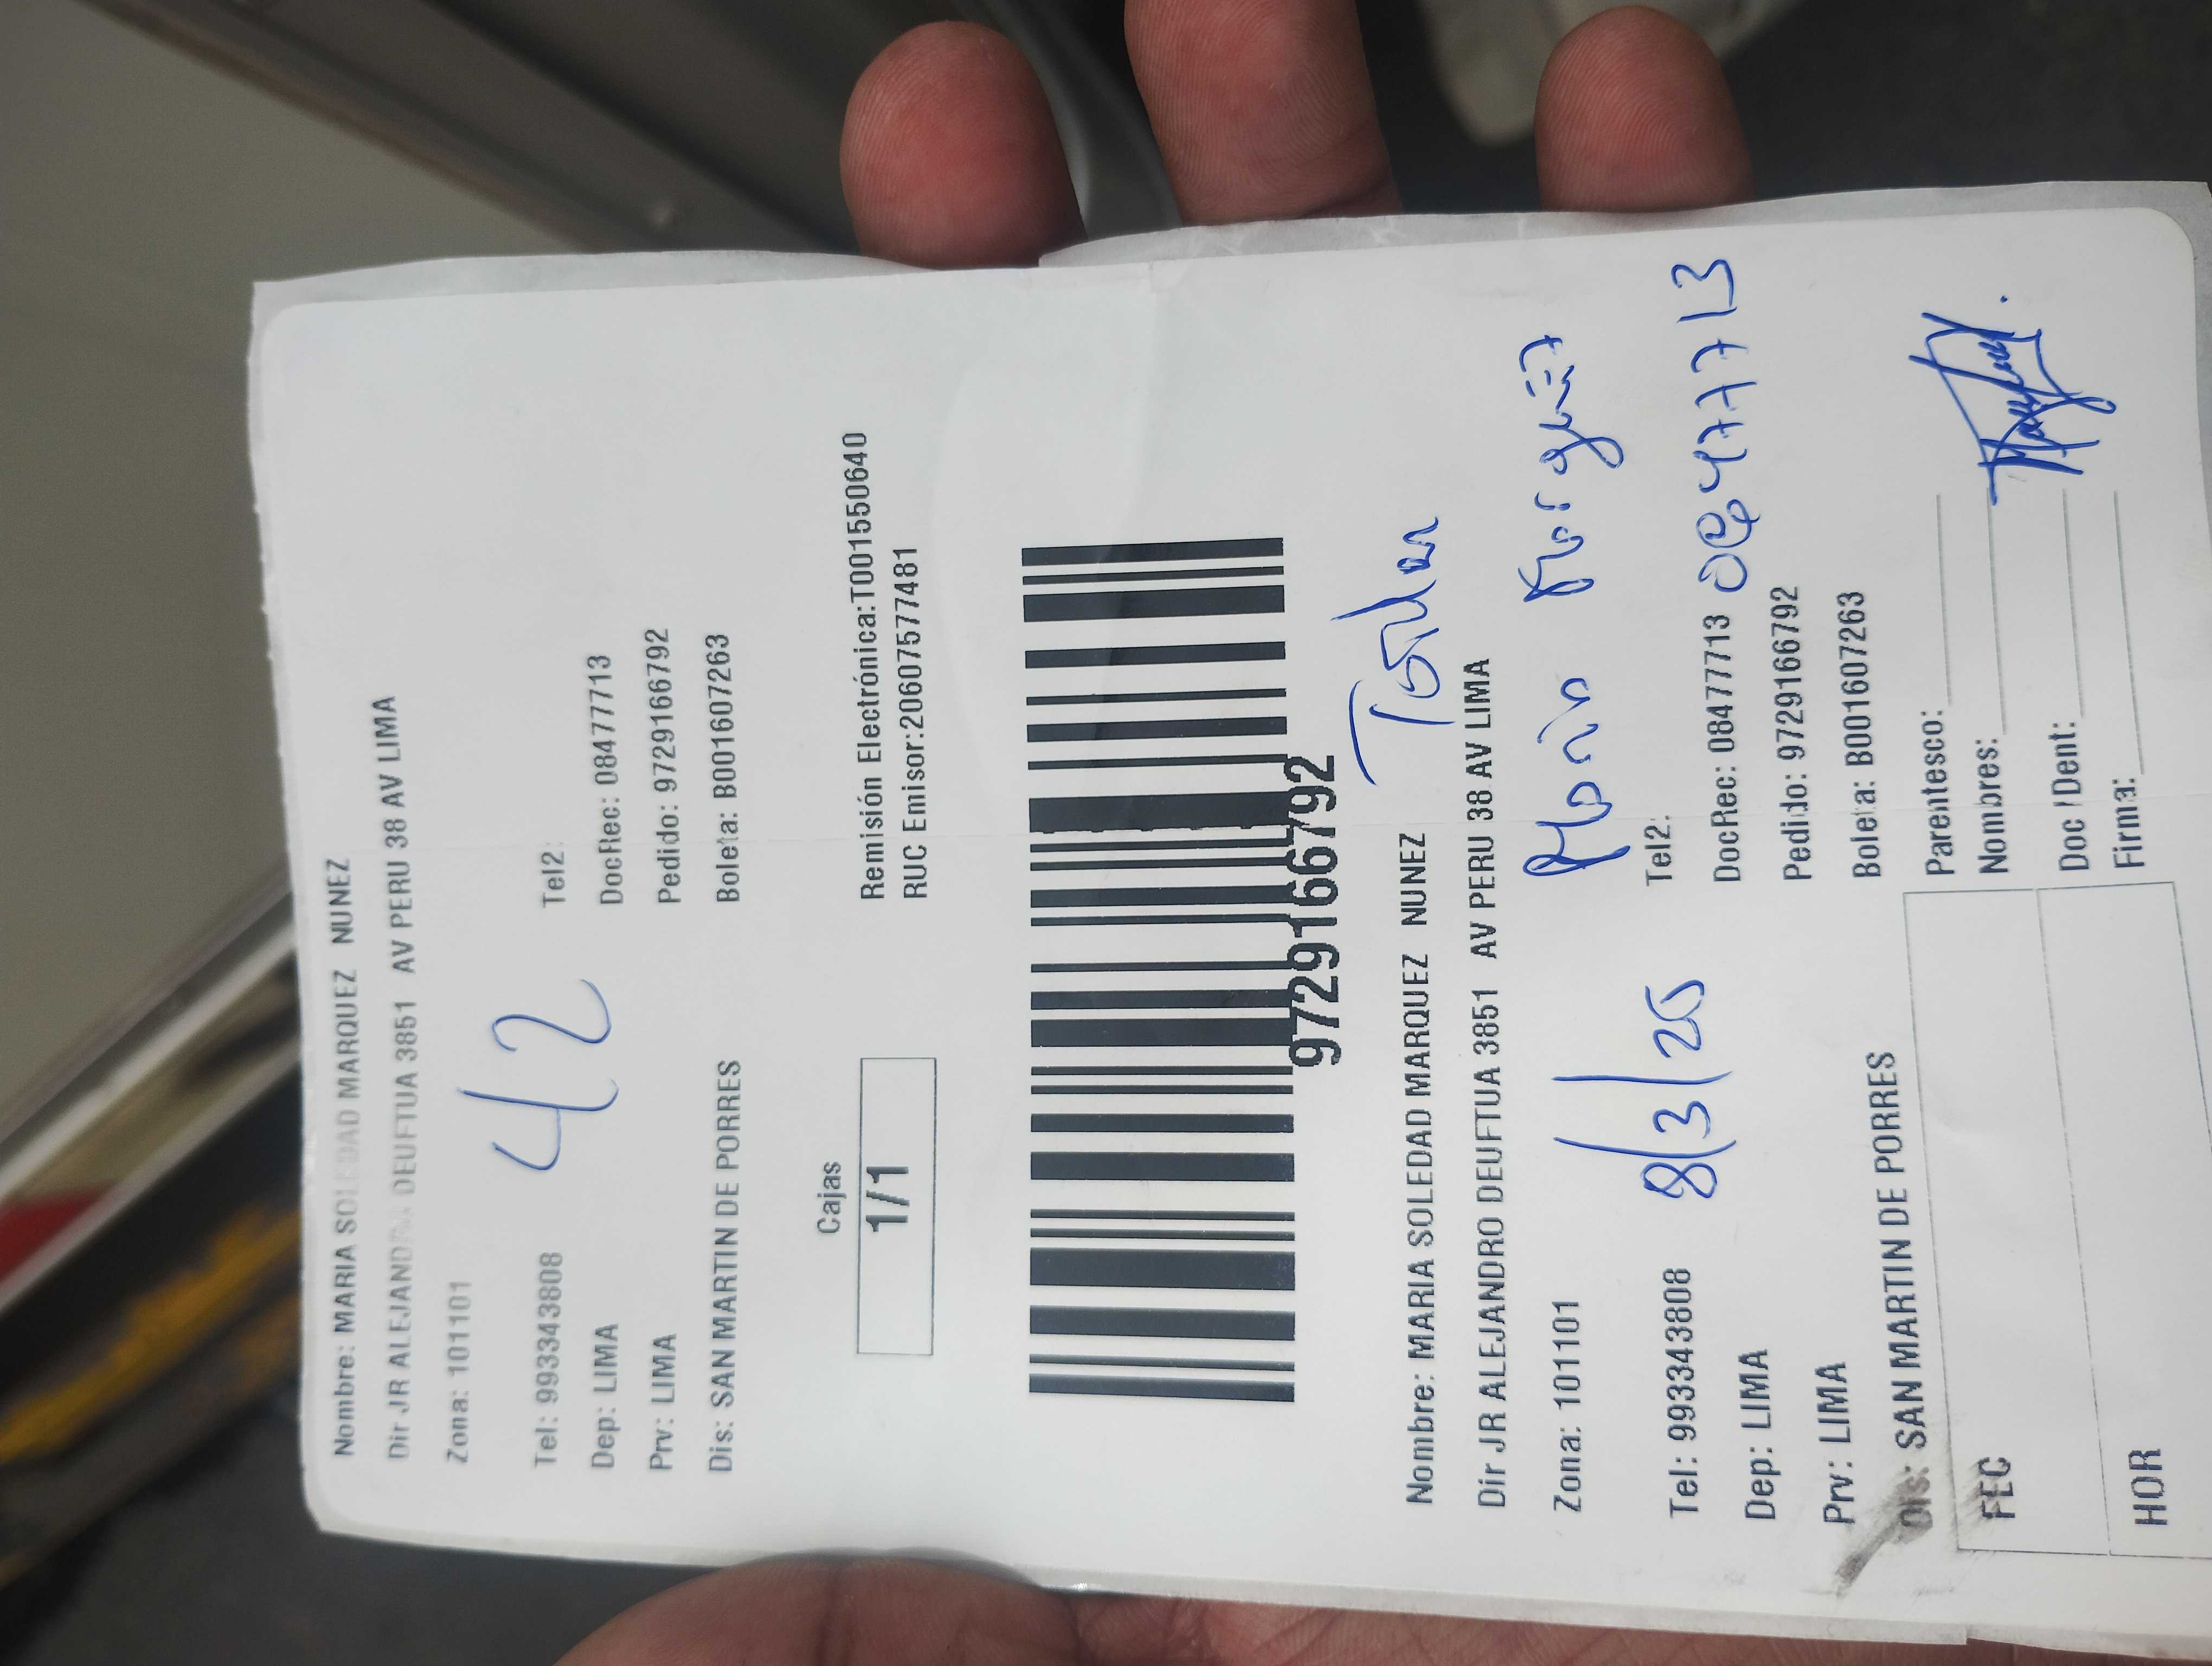 Nombre: MARIA SOLEDAD MARQUEZ NUNEZ
Dir JR ALEJANDRO DEUFTUA 3851 AV PERU 38 AV LIMA
Zona: 101101
42
Tel: 993343808 Tel2:
Dep: LIMA DocRec: 08477713
Prv: LIMA Pedido: 9729166792
Dis: SAN MARTIN DE PORRES Boleta: B001607263
Cajas
1/1
Remisión Electrónica:T001550640
RUC Emisor:20607577481
9729166792
Nombre: MARIA SOLEDAD MARQUEZ NUNEZ
Dir JR ALEJANDRO DEUFTUA 3851 AV PERU 38 AV LIMA
Zona: 101101
Tel: 993343808 8/3/25 Tel2:
Dep: LIMA DocRec: 08477713 08477713
Prv: LIMA Pedido: 9729166792
Dis: SAN MARTIN DE PORRES Boleta: B001607263
FEC Parentesco:
Nombres:
HOR Doc Ident:
Firma: